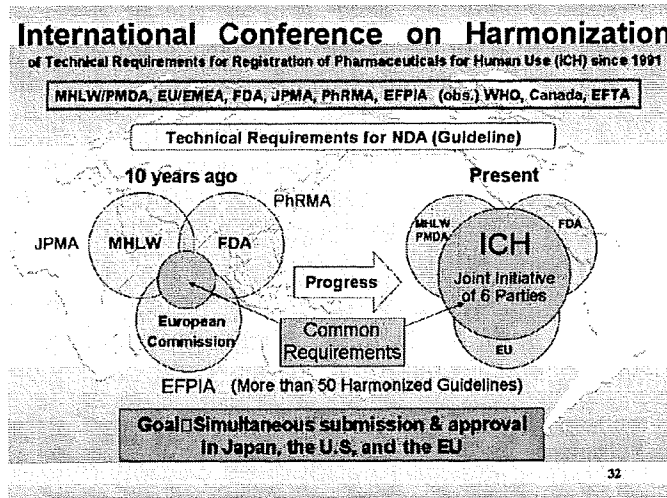 International Conference on Harmonization
of Technical Requirements for Registration of Pharmaceuticals for Human Use (ICH) since 1991
MHLW/PMDA, EU/EMEA, FDA, JPMA, PhRMA, EFPIA (obs.) WHO, Canada, EFTA
Technical Requirements for NDA (Guideline)
10 years ago
Present
PhRMA
JPMA
MHLW
FDA
European
Commission
EFPIA (More than 50 Harmonized Guidelines)
Progress
Common
Requirements
MHLW
PMDA
FDA
ICH
Joint Initiative
of 6 Parties
EU
Goal□Simultaneous submission & approval
in Japan, the U.S, and the EU
32